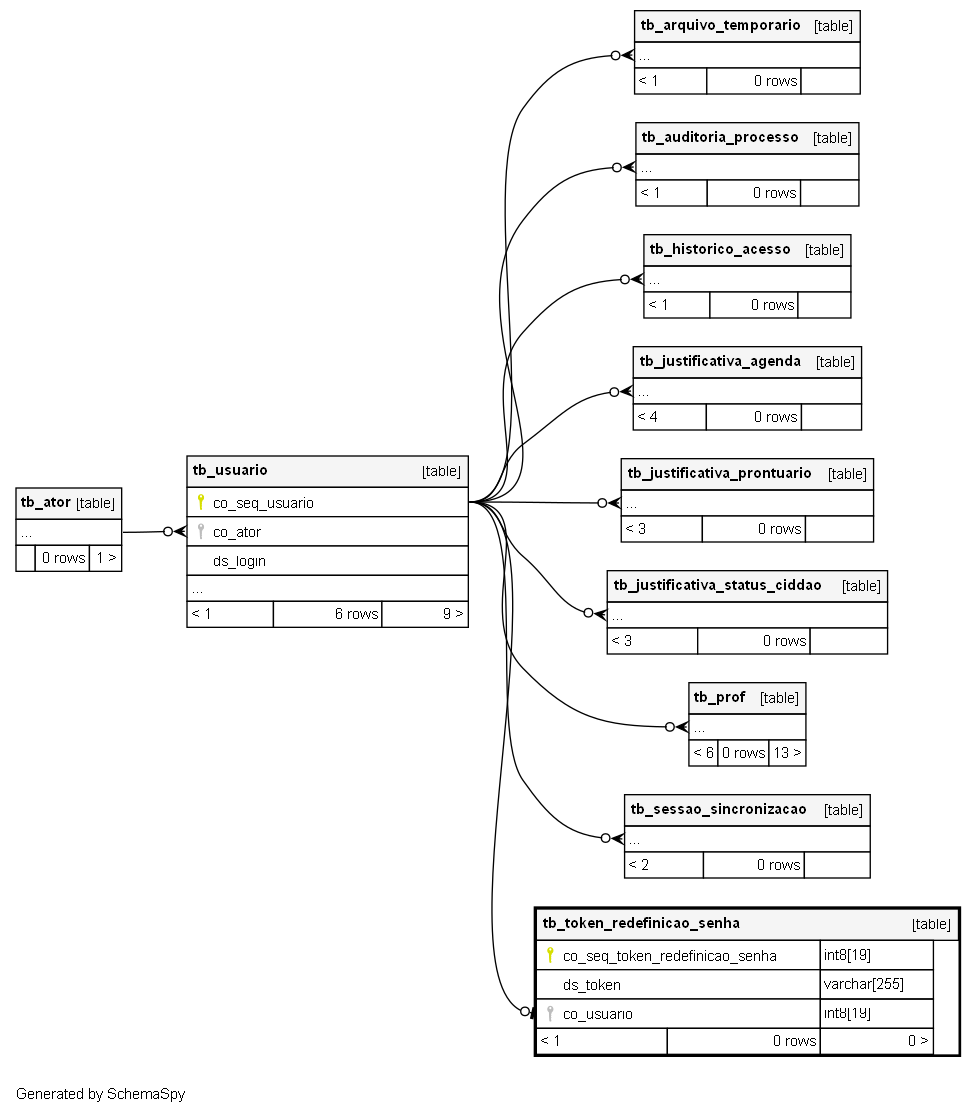 tb_arquivo_temporario [table]
...
< 1 0 rows
tb_auditoria_processo [table]
...
< 1 0 rows
tb_historico_acesso [table]
...
< 1 0 rows
tb_justificativa_agenda [table]
...
< 4 0 rows
tb_usuario [table]
co_seq_usuario
co_ator
ds_login
...
< 1 6 rows 9 >
tb_ator [table]
...
0 rows 1 >
tb_justificativa_prontuario [table]
...
< 3 0 rows
tb_justificativa_status_ciddao [table]
...
< 3 0 rows
tb_prof [table]
...
< 6 0 rows 13 >
tb_sessao_sincronizacao [table]
...
< 2 0 rows
tb_token_redefinicao_senha [table]
co_seq_token_redefinicao_senha int8[19]
ds_token varchar[255]
co_usuario int8[19]
< 1 0 rows 0 >
Generated by SchemaSpy